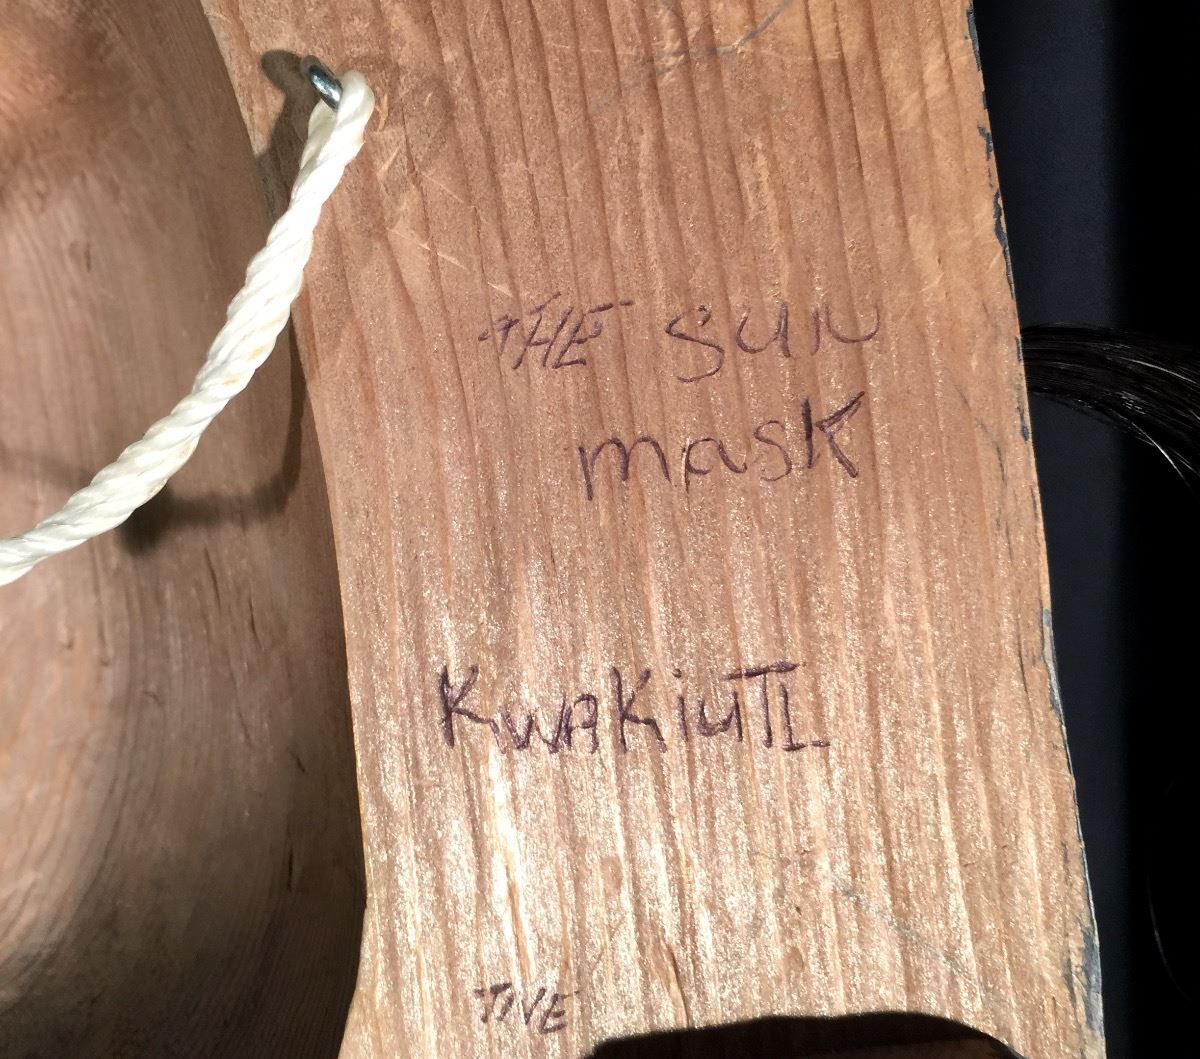 THE SUN
mask
KWAKiUTL
TIVE